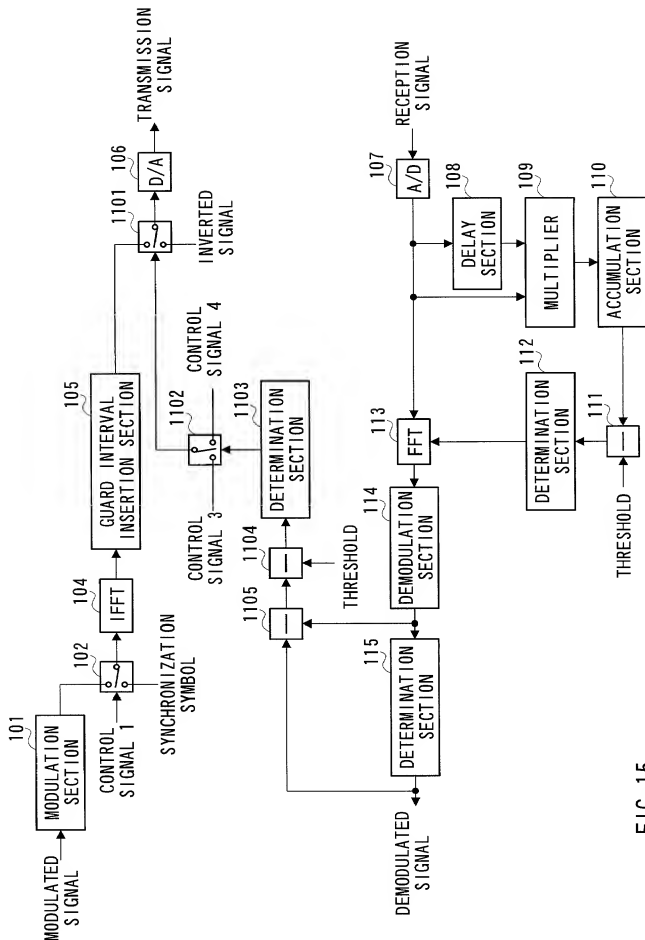 MODULATED
SIGNAL
101
MODULATION
SECTION
CONTROL
SIGNAL 1
102
SYNCHRONIZATION
SYMBOL
104
IFFT
105
GUARD INTERVAL
INSERTION SECTION
1101
INVERTED
SIGNAL
106
D/A
TRANSMISSION
SIGNAL
CONTROL
SIGNAL 3
1102
CONTROL
SIGNAL 4
1103
DETERMINATION
SECTION
1104
THRESHOLD
1105
DEMODULATED
SIGNAL
115
DETERMINATION
SECTION
114
DEMODULATION
SECTION
113
FFT
107
A/D
RECEPTION
SIGNAL
108
DELAY
SECTION
109
MULTIPLIER
110
ACCUMULATION
SECTION
112
DETERMINATION
SECTION
111
THRESHOLD
FIG.15